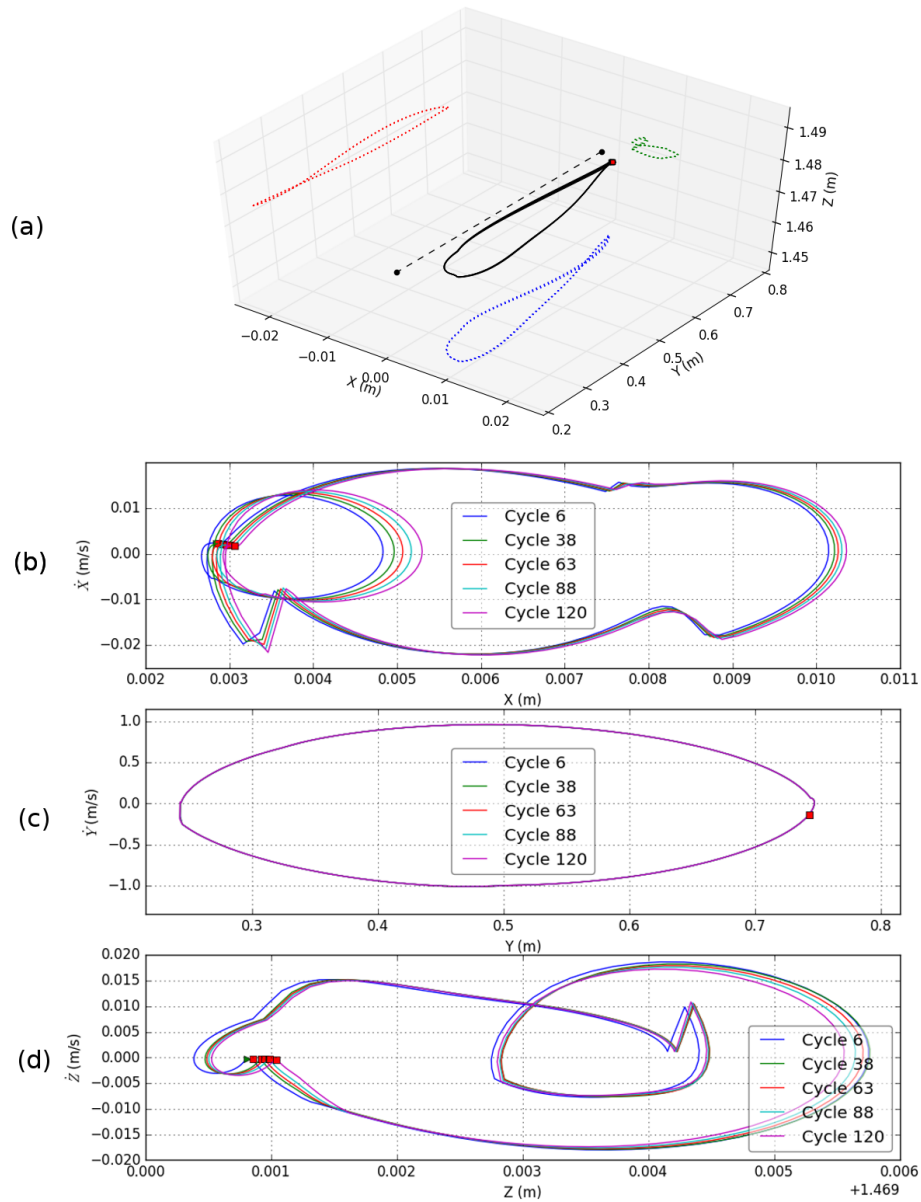 (a)
1.49
1.48
1.47
1.46
1.45
Z (m)
0.8
0.7
0.6
0.5
0.4
0.3
0.2
Y (m)
−0.02
−0.01
0.00
0.01
0.02
X (m)
(b)
0.01
0.00
−0.01
−0.02
Ẋ (m/s)
Cycle 6
Cycle 38
Cycle 63
Cycle 88
Cycle 120
0.002 0.003 0.004 0.005 0.006 0.007 0.008 0.009 0.010 0.011
X (m)
(c)
1.0
0.5
0.0
−0.5
−1.0
Ẏ (m/s)
Cycle 6
Cycle 38
Cycle 63
Cycle 88
Cycle 120
0.3 0.4 0.5 0.6 0.7 0.8
Y (m)
(d)
0.020
0.015
0.010
0.005
0.000
−0.005
−0.010
−0.015
−0.020
Ż (m/s)
Cycle 6
Cycle 38
Cycle 63
Cycle 88
Cycle 120
0.000 0.001 0.002 0.003 0.004 0.005 0.006
+1.469
Z (m)